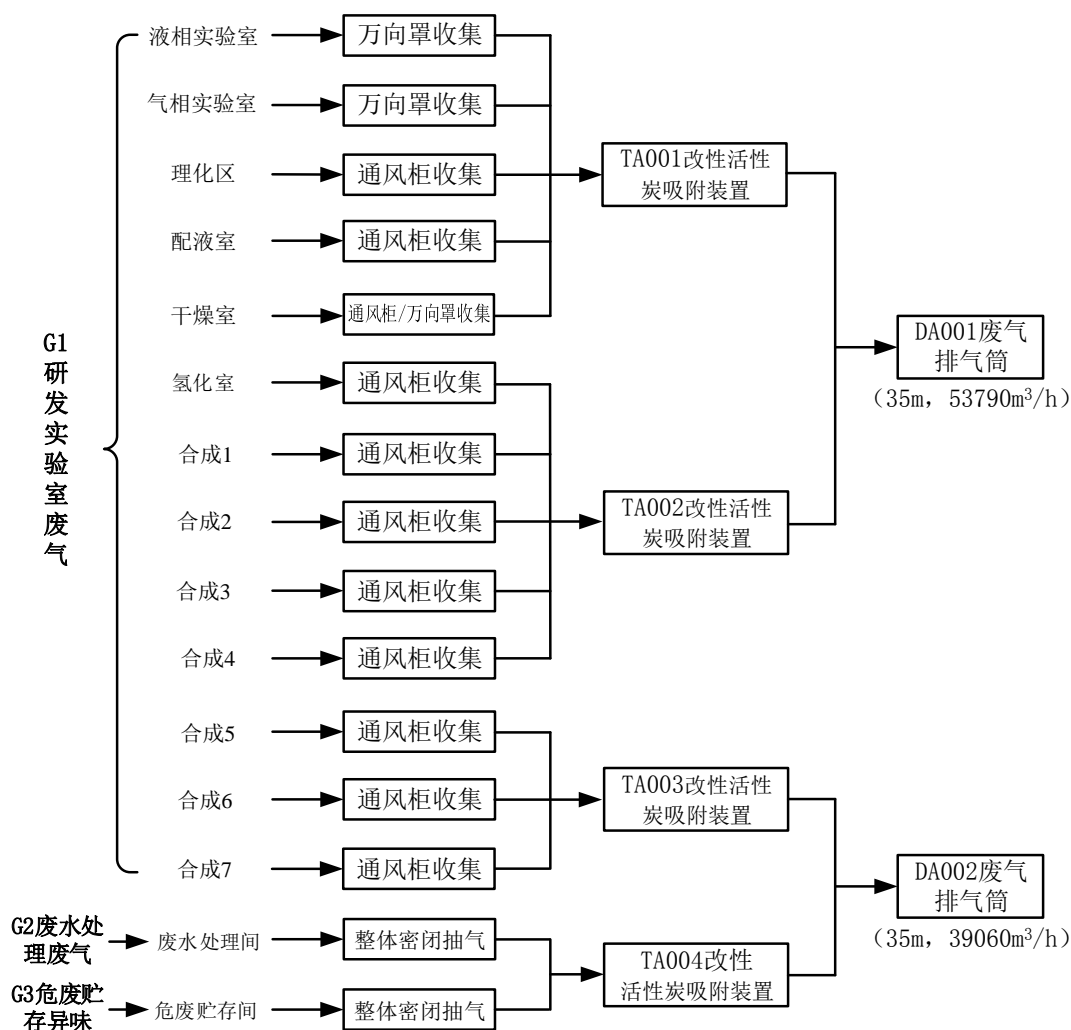 液相实验室
万向罩收集
气相实验室
万向罩收集
理化区
通风柜收集
TA001改性活性
炭吸附装置
配液室
通风柜收集
干燥室
通风柜/万向罩收集
G1
研
发
实
验
室
废
气
DA001废气
排气筒
（35m，53790m³/h）
氢化室
通风柜收集
合成1
通风柜收集
合成2
通风柜收集
TA002改性活性
炭吸附装置
合成3
通风柜收集
合成4
通风柜收集
合成5
通风柜收集
合成6
通风柜收集
TA003改性活性
炭吸附装置
合成7
通风柜收集
DA002废气
排气筒
（35m，39060m³/h）
G2废水处
理废气
废水处理间
整体密闭抽气
TA004改性
活性炭吸附装置
G3危废贮
存异味
危废贮存间
整体密闭抽气